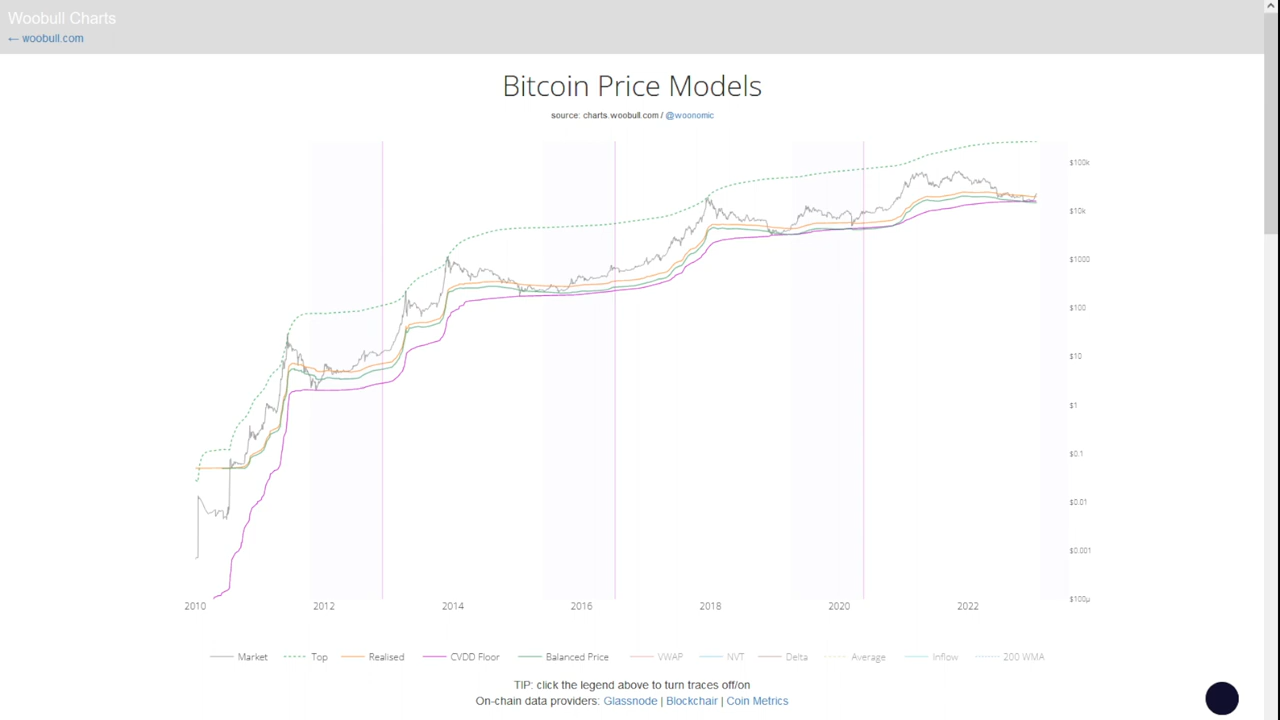 Woobull Charts
← woobull.com
Bitcoin Price Models
source: charts.woobull.com / @woonomic
$100k
$10k
$1000
$100
$10
$1
$0.1
$0.01
$0.001
$100µ
2010 2012 2014 2016 2018 2020 2022
Market Top Realised CVDD Floor Balanced Price VWAP NVT Delta Average Inflow 200 WMA
TIP: click the legend above to turn traces off/on
On-chain data providers: Glassnode | Blockchair | Coin Metrics